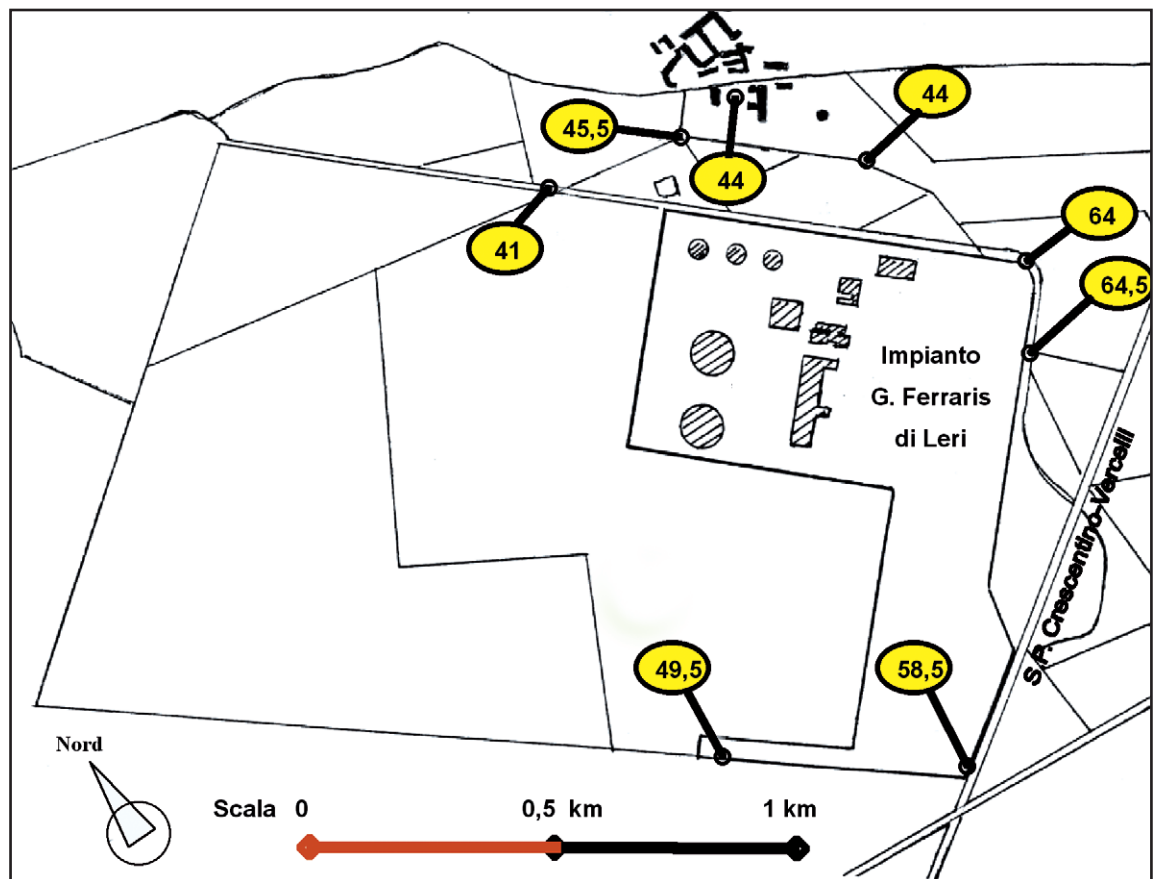 44
45,5
44
64
41
64,5
Impianto
G. Ferraris
di Leri
S.P. Crescentino-Vercelli
49,5
58,5
Nord
Scala 0 0,5 km 1 km